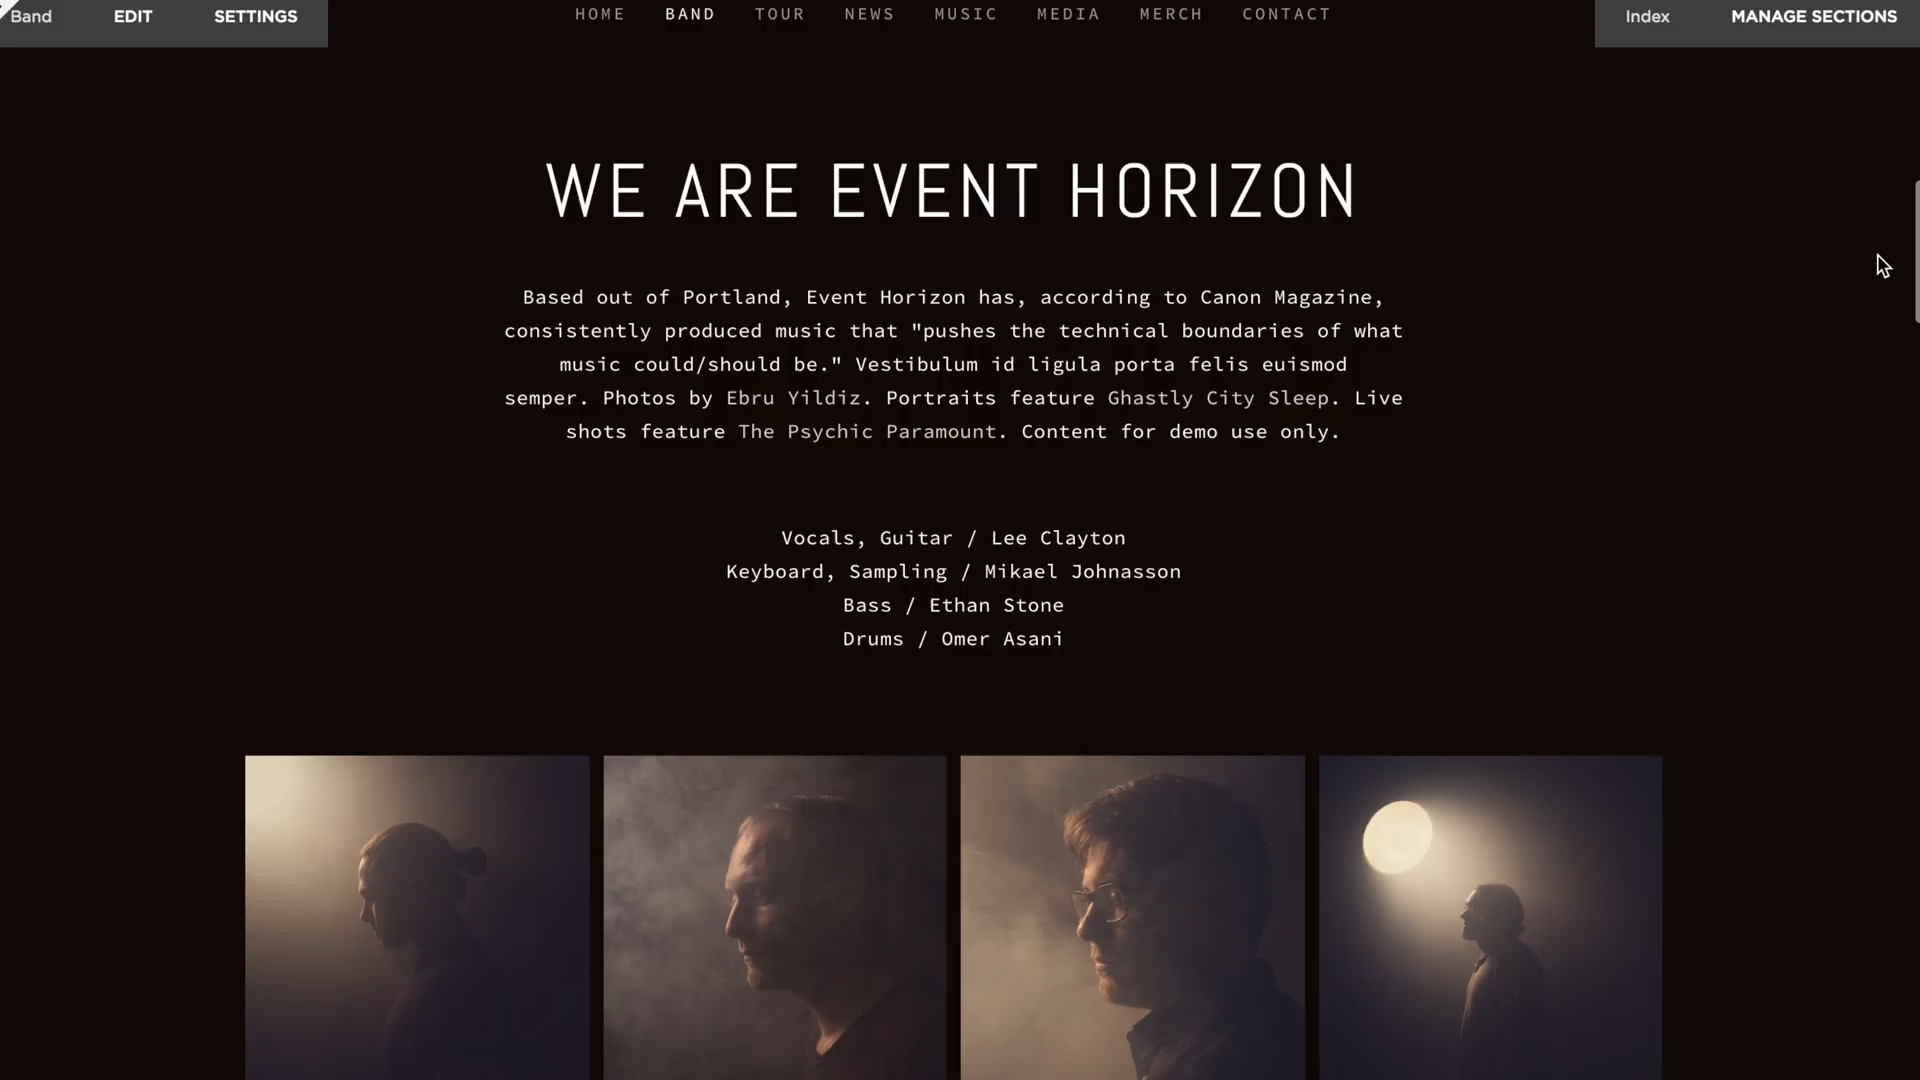 Band EDIT SETTINGS
HOME BAND TOUR NEWS MUSIC MEDIA MERCH CONTACT
Index MANAGE SECTIONS
WE ARE EVENT HORIZON
Based out of Portland, Event Horizon has, according to Canon Magazine,
consistently produced music that "pushes the technical boundaries of what
music could/should be." Vestibulum id ligula porta felis euismod
semper. Photos by Ebru Yildiz. Portraits feature Ghastly City Sleep. Live
shots feature The Psychic Paramount. Content for demo use only.
Vocals, Guitar / Lee Clayton
Keyboard, Sampling / Mikael Johnasson
Bass / Ethan Stone
Drums / Omer Asani